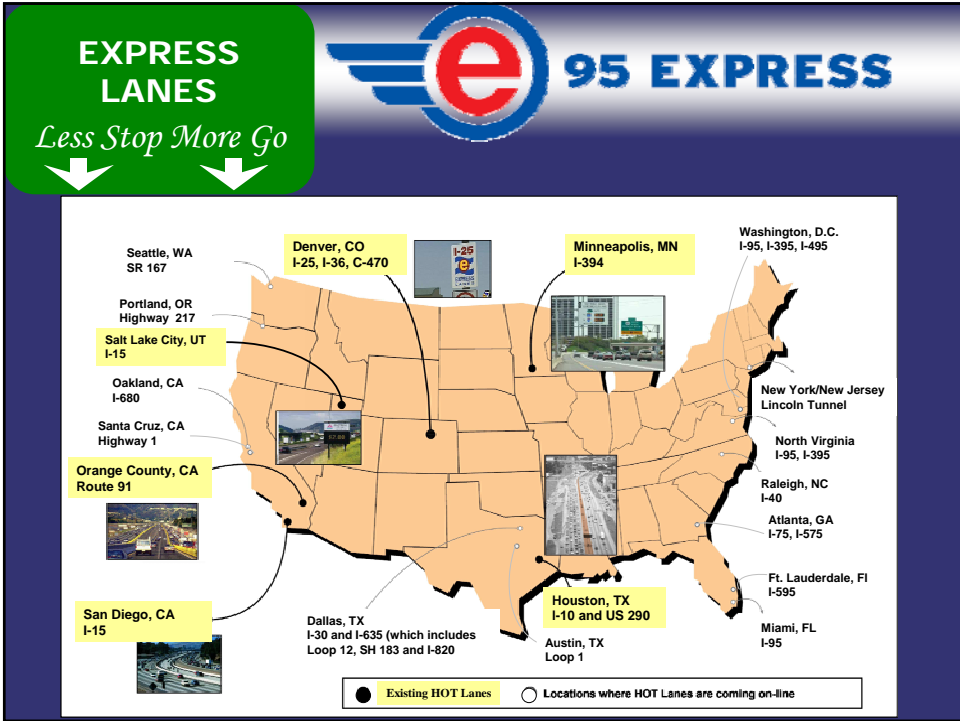 EXPRESS
LANES
Less Stop More Go
e 95 EXPRESS
Seattle, WA
SR 167
Portland, OR
Highway 217
Salt Lake City, UT
I-15
Oakland, CA
I-680
Santa Cruz, CA
Highway 1
Orange County, CA
Route 91
San Diego, CA
I-15
Denver, CO
I-25, I-36, C-470
I-25
e
EXPRESS
Minneapolis, MN
I-394
Washington, D.C.
I-95, I-395, I-495
New York/New Jersey
Lincoln Tunnel
North Virginia
I-95, I-395
Raleigh, NC
I-40
Atlanta, GA
I-75, I-575
Ft. Lauderdale, Fl
I-595
Miami, FL
I-95
Houston, TX
I-10 and US 290
Dallas, TX
I-30 and I-635 (which includes
Loop 12, SH 183 and I-820
Austin, TX
Loop 1
Existing HOT Lanes
Locations where HOT Lanes are coming on-line